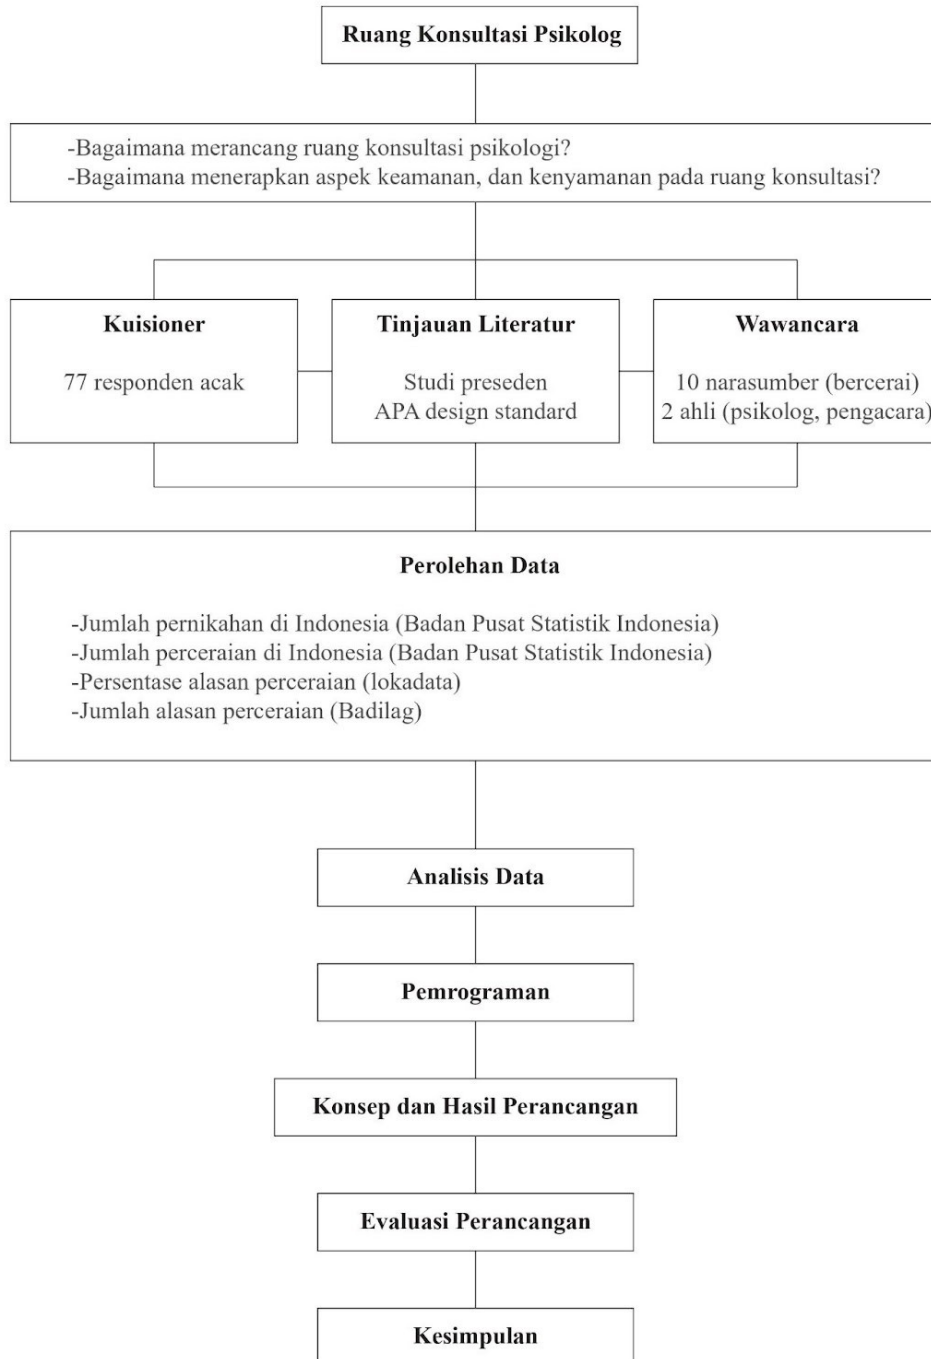 Ruang Konsultasi Psikolog
-Bagaimana merancang ruang konsultasi psikologi?
-Bagaimana menerapkan aspek keamanan, dan kenyamanan pada ruang konsultasi?
Kuisioner
77 responden acak
Tinjauan Literatur
Studi preseden
APA design standard
Wawancara
10 narasumber (bercerai)
2 ahli (psikolog, pengacara)
Perolehan Data
-Jumlah pernikahan di Indonesia (Badan Pusat Statistik Indonesia)
-Jumlah perceraian di Indonesia (Badan Pusat Statistik Indonesia)
-Persentase alasan perceraian (lokadata)
-Jumlah alasan perceraian (Badilag)
Analisis Data
Pemrograman
Konsep dan Hasil Perancangan
Evaluasi Perancangan
Kesimpulan